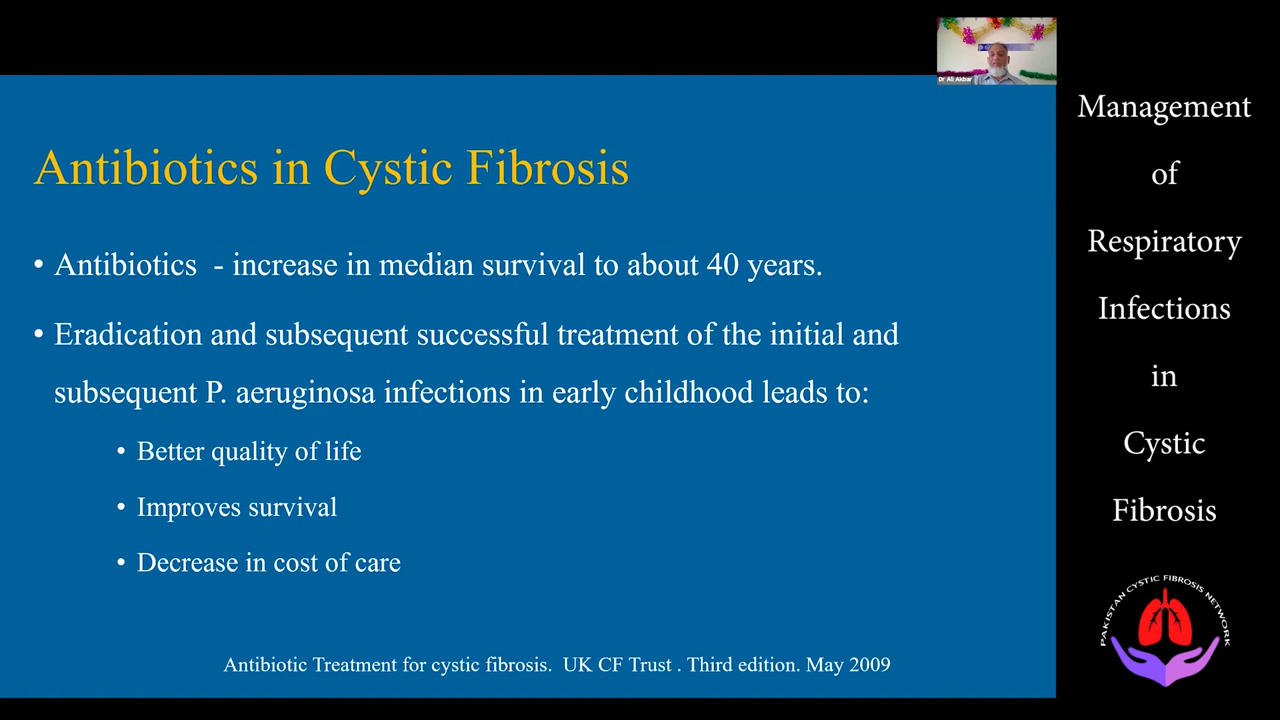 Dr Ali Akbar
Antibiotics in Cystic Fibrosis
• Antibiotics - increase in median survival to about 40 years.
• Eradication and subsequent successful treatment of the initial and
subsequent P. aeruginosa infections in early childhood leads to:
• Better quality of life
• Improves survival
• Decrease in cost of care
Antibiotic Treatment for cystic fibrosis. UK CF Trust . Third edition. May 2009
Management
of
Respiratory
Infections
in
Cystic
Fibrosis
PAKISTAN CYSTIC FIBROSIS NETWORK